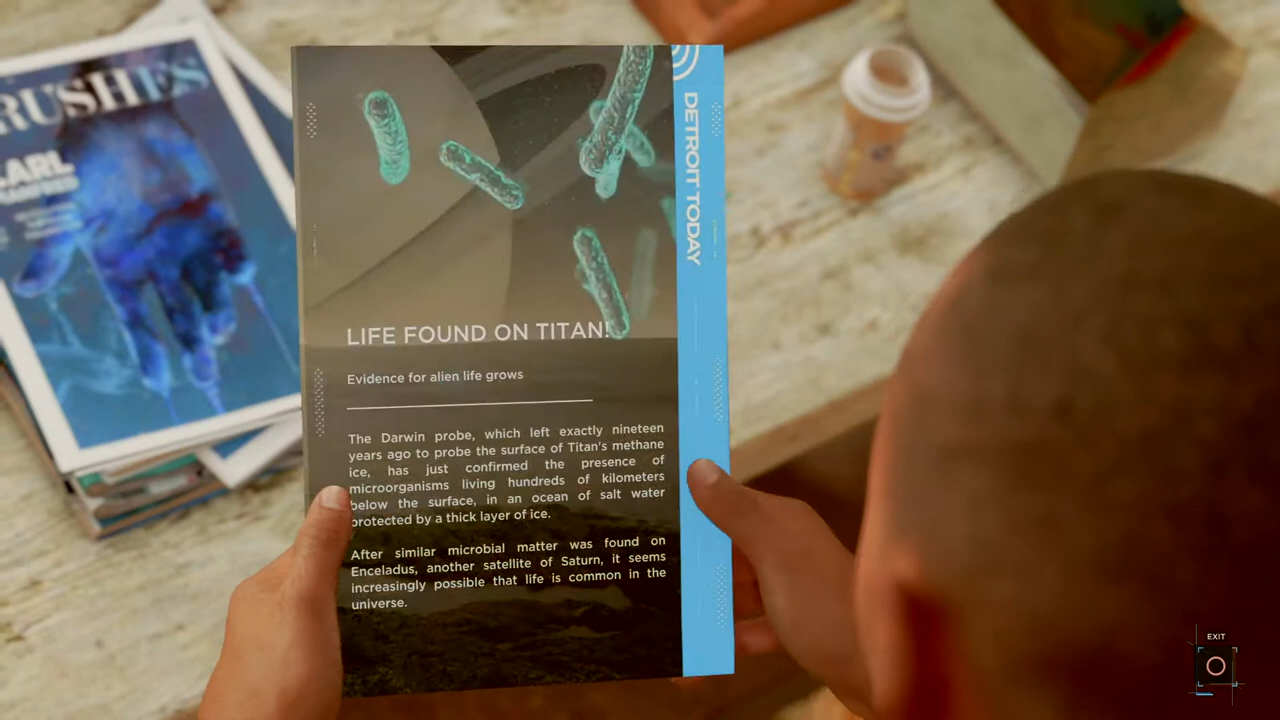 RUSHES
DETROIT TODAY
LIFE FOUND ON TITAN!
Evidence for alien life grows
The Darwin probe, which left exactly nineteen
years ago to probe the surface of Titan's methane
ice, has just confirmed the presence of
microorganisms living hundreds of kilometers
below the surface, in an ocean of salt water
protected by a thick layer of ice.
After similar microbial matter was found on
Enceladus, another satellite of Saturn, it seems
increasingly possible that life is common in the
universe.
EXIT